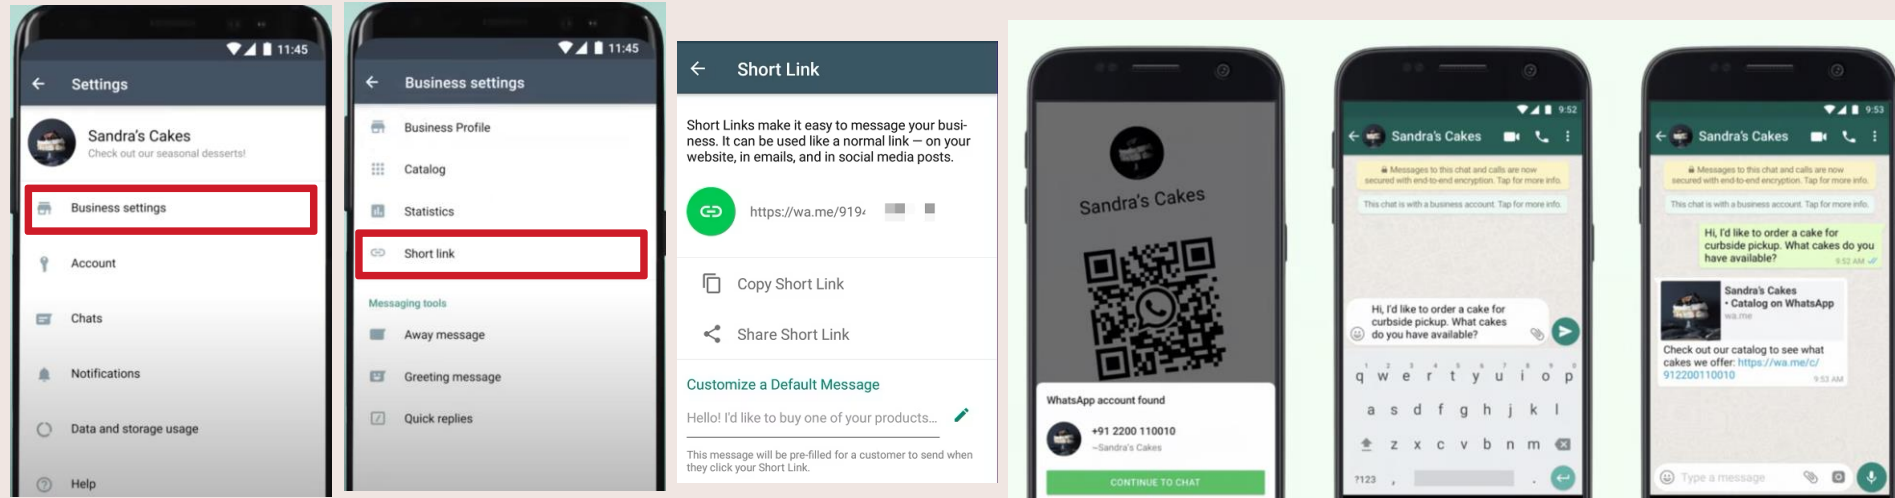 11:45
Settings
Sandra's Cakes
Check out our seasonal desserts!
Business settings
Account
Chats
Notifications
Data and storage usage
Help
11:45
Business settings
Business Profile
Catalog
Statistics
Short link
Messaging tools
Away message
Greeting message
Quick replies
Short Link
Short Links make it easy to message your busi-
ness. It can be used like a normal link — on your
website, in emails, and in social media posts.
https://wa.me/919
Copy Short Link
Share Short Link
Customize a Default Message
Hello! I'd like to buy one of your products...
This message will be pre-filled for a customer to send when
they click your Short Link.
Sandra's Cakes
WhatsApp account found
+91 2200 110010
~Sandra's Cakes
CONTINUE TO CHAT
9:52
Sandra's Cakes
Messages to this chat and calls are now
secured with end-to-end encryption. Tap for more info.
This chat is with a business account. Tap for more info.
Hi, I'd like to order a cake for
curbside pickup. What cakes
do you have available?
q w e r t y u i o p
a s d f g h j k l
z x c v b n m
?123 , .
9:53
Sandra's Cakes
Messages to this chat and calls are now
secured with end-to-end encryption. Tap for more info.
This chat is with a business account. Tap for more info.
Hi, I'd like to order a cake for
curbside pickup. What cakes do you
have available?
9:52 AM
Sandra's Cakes
• Catalog on WhatsApp
wa.me
Check out our catalog to see what
cakes we offer: https://wa.me/c/
912200110010
9:53 AM
Type a message